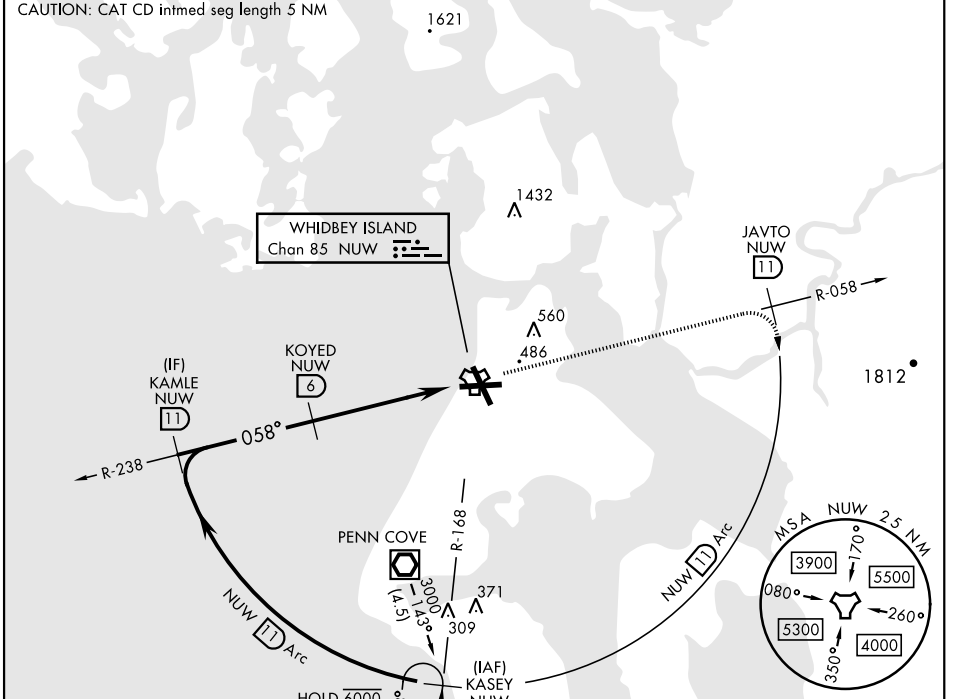 CAUTION: CAT CD intmed seg length 5 NM
1621
1432
WHIDBEY ISLAND
Chan 85 NUW
JAVTO
NUW
11
R-058
560
486
1812
(IF)
KAMLE
NUW
11
KOYED
NUW
6
058°
R-238
PENN COVE
R-168
3000
143°
(4.5)
371
309
NUW 11 Arc
NUW 11 Arc
MSA NUW 25 NM
3900
170°
5500
080°
260°
5300
4000
350°
(IAF)
KASEY
NUW
HOLD 6000